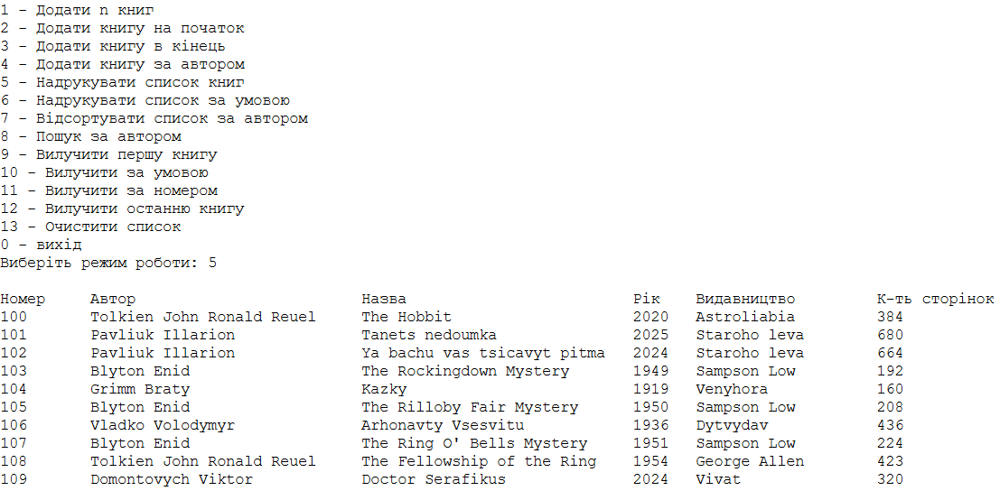 1 - Додати n книг
2 - Додати книгу на початок
3 - Додати книгу в кінець
4 - Додати книгу за автором
5 - Надрукувати список книг
6 - Надрукувати список за умовою
7 - Відсортувати список за автором
8 - Пошук за автором
9 - Вилучити першу книгу
10 - Вилучити за умовою
11 - Вилучити за номером
12 - Вилучити останню книгу
13 - Очистити список
0 - вихід
Виберіть режим роботи: 5
Номер Автор Назва Рік Видавництво К-ть сторінок
100 Tolkien John Ronald Reuel The Hobbit 2020 Astroliabia 384
101 Pavliuk Illarion Tanets nedoumka 2025 Staroho leva 680
102 Pavliuk Illarion Ya bachu vas tsicavyt pitma 2024 Staroho leva 664
103 Blyton Enid The Rockingdown Mystery 1949 Sampson Low 192
104 Grimm Braty Kazky 1919 Venyhora 160
105 Blyton Enid The Rilloby Fair Mystery 1950 Sampson Low 208
106 Vladko Volodymyr Arhonavty Vsesvitu 1936 Dytvydav 436
107 Blyton Enid The Ring O' Bells Mystery 1951 Sampson Low 224
108 Tolkien John Ronald Reuel The Fellowship of the Ring 1954 George Allen 423
109 Domontovych Viktor Doctor Serafikus 2024 Vivat 320